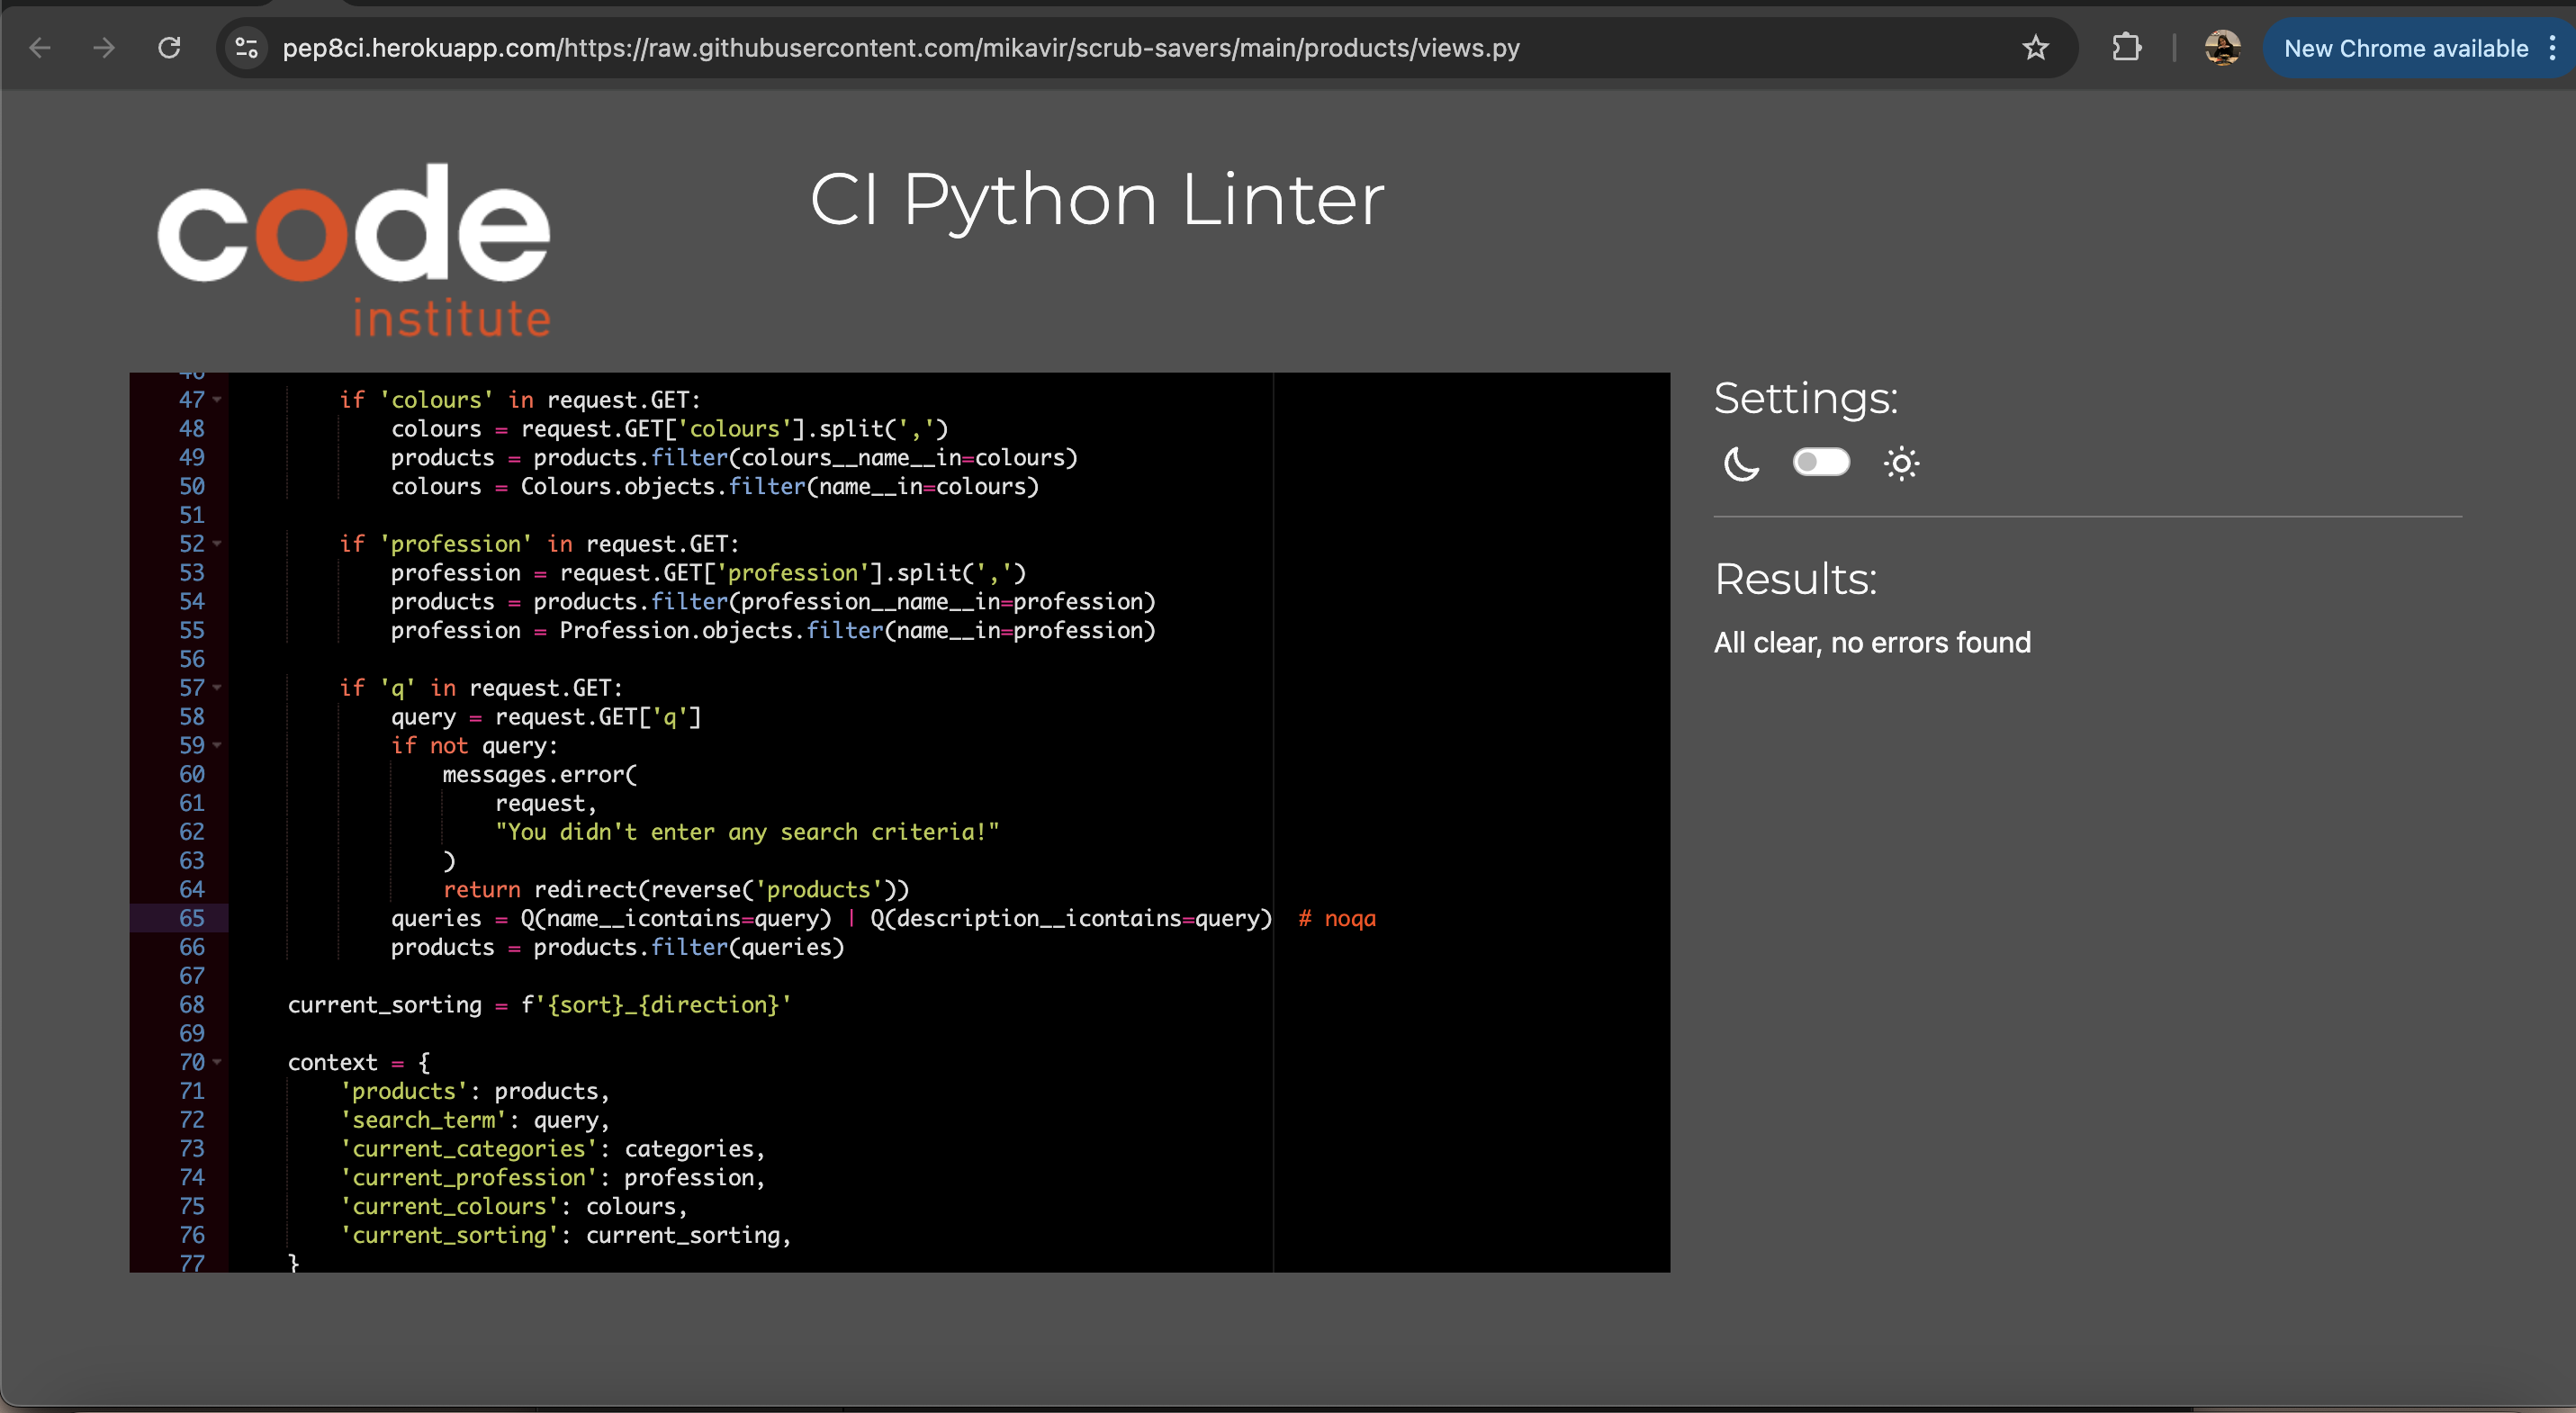 pep8ci.herokuapp.com/https://raw.githubusercontent.com/mikavir/scrub-savers/main/products/views.py
New Chrome available
code
institute
CI Python Linter
47 if 'colours' in request.GET:
48 colours = request.GET['colours'].split(',')
49 products = products.filter(colours__name__in=colours)
50 colours = Colours.objects.filter(name__in=colours)
51
52 if 'profession' in request.GET:
53 profession = request.GET['profession'].split(',')
54 products = products.filter(profession__name__in=profession)
55 profession = Profession.objects.filter(name__in=profession)
56
57 if 'q' in request.GET:
58 query = request.GET['q']
59 if not query:
60 messages.error(
61 request,
62 "You didn't enter any search criteria!"
63 )
64 return redirect(reverse('products'))
65 queries = Q(name__icontains=query) | Q(description__icontains=query)  # noqa
66 products = products.filter(queries)
67
68 current_sorting = f'{sort}_{direction}'
69
70 context = {
71 'products': products,
72 'search_term': query,
73 'current_categories': categories,
74 'current_profession': profession,
75 'current_colours': colours,
76 'current_sorting': current_sorting,
77 }
Settings:
Results:
All clear, no errors found